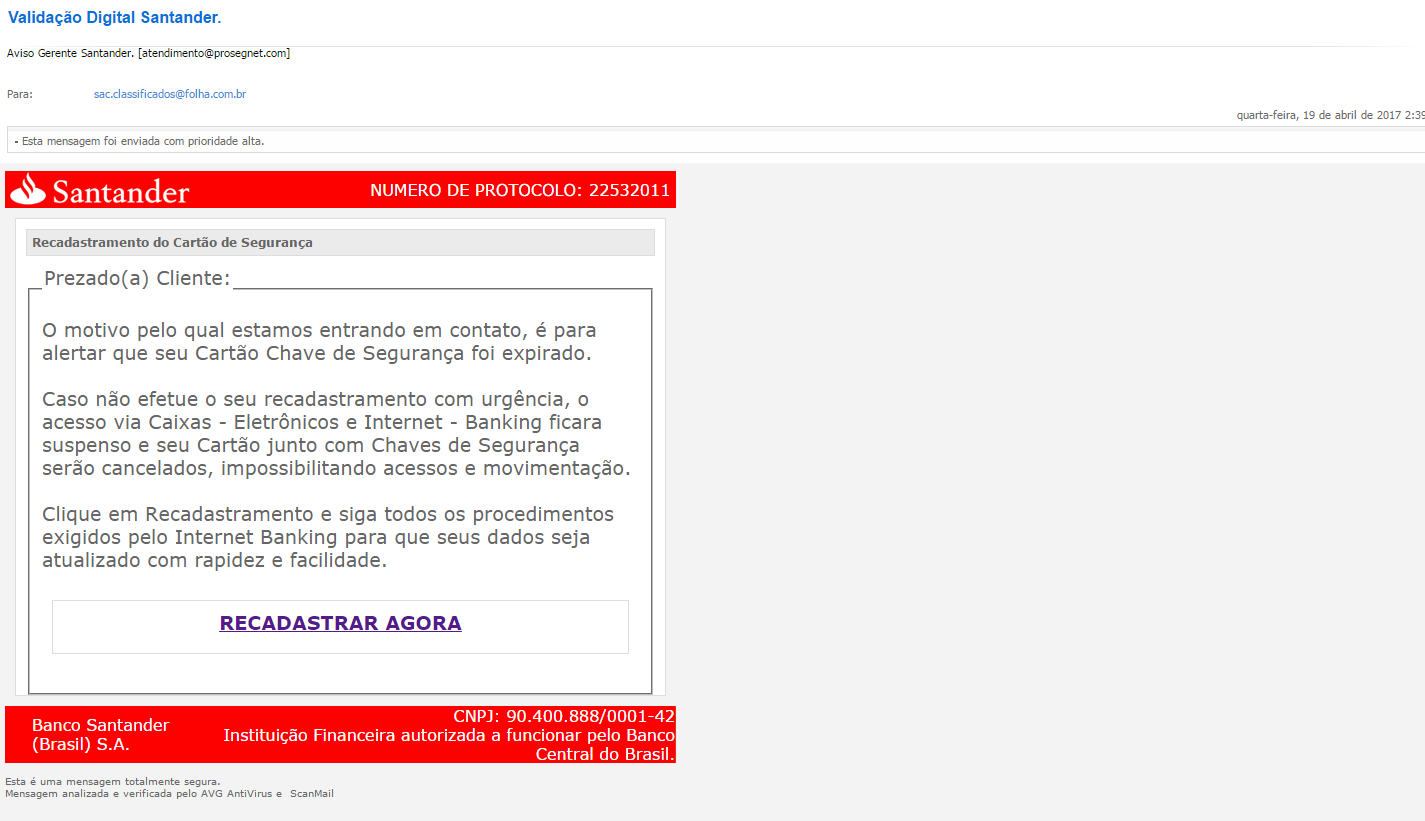 Validação Digital Santander.
Aviso Gerente Santander. [atendimento@prosegnet.com]
Para: sac.classificados@folha.com.br
quarta-feira, 19 de abril de 2017 2:39
- Esta mensagem foi enviada com prioridade alta.
Santander NUMERO DE PROTOCOLO: 22532011
Recadastramento do Cartão de Segurança
Prezado(a) Cliente:
O motivo pelo qual estamos entrando em contato, é para
alertar que seu Cartão Chave de Segurança foi expirado.
Caso não efetue o seu recadastramento com urgência, o
acesso via Caixas - Eletrônicos e Internet - Banking ficara
suspenso e seu Cartão junto com Chaves de Segurança
serão cancelados, impossibilitando acessos e movimentação.
Clique em Recadastramento e siga todos os procedimentos
exigidos pelo Internet Banking para que seus dados seja
atualizado com rapidez e facilidade.
RECADASTRAR AGORA
Banco Santander
(Brasil) S.A.
CNPJ: 90.400.888/0001-42
Instituição Financeira autorizada a funcionar pelo Banco
Central do Brasil.
Esta é uma mensagem totalmente segura.
Mensagem analizada e verificada pelo AVG AntiVirus e  ScanMail